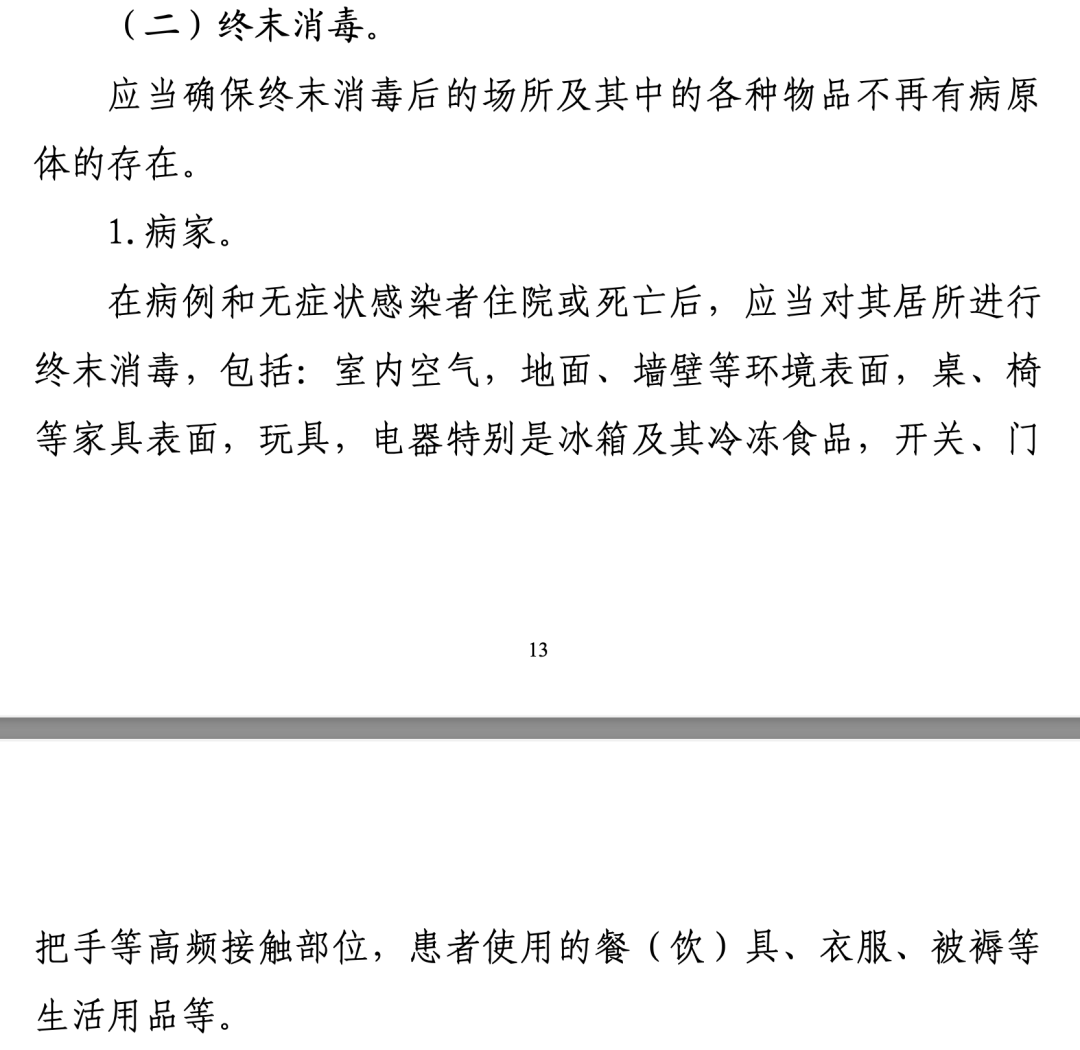 （二）终末消毒。
应当确保终末消毒后的场所及其中的各种物品不再有病原
体的存在。
1.病家。
在病例和无症状感染者住院或死亡后，应当对其居所进行
终末消毒，包括：室内空气，地面、墙壁等环境表面，桌、椅
等家具表面，玩具，电器特别是冰箱及其冷冻食品，开关、门
13
把手等高频接触部位，患者使用的餐（饮）具、衣服、被褥等
生活用品等。